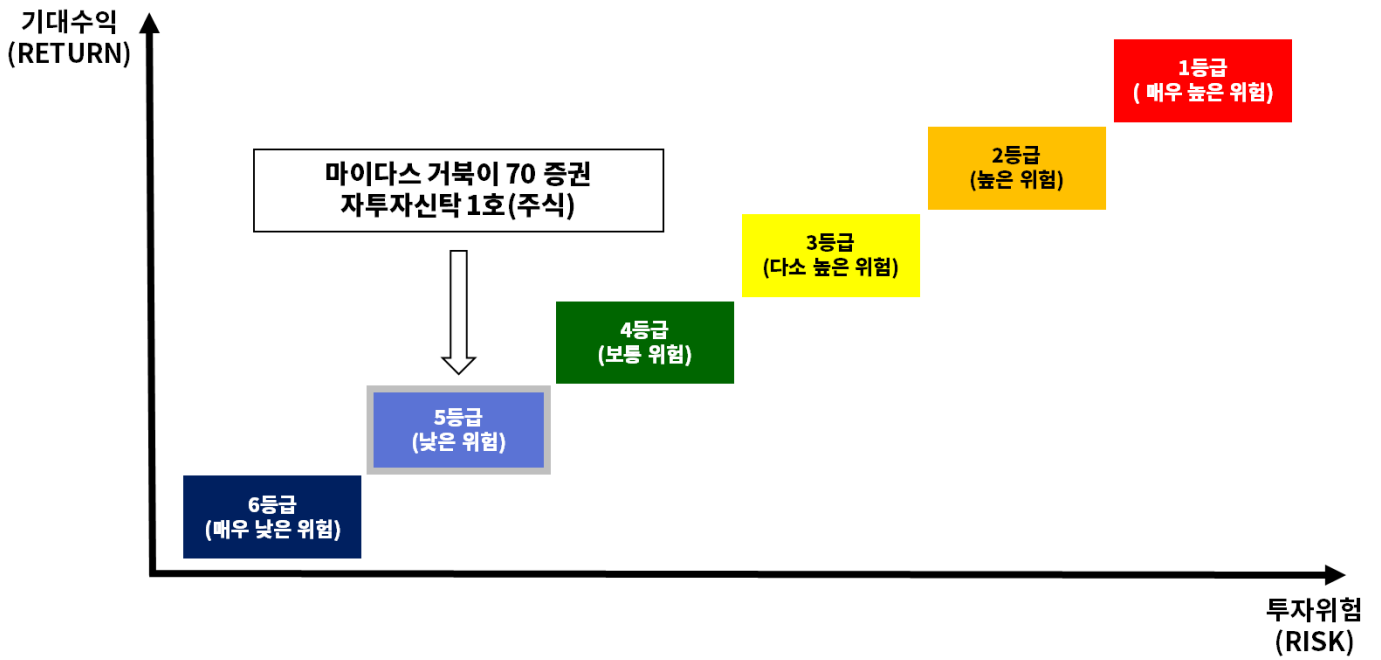 기대수익
(RETURN)
1등급
( 매우 높은 위험)
2등급
(높은 위험)
마이다스 거북이 70 증권
자투자신탁 1호(주식)
3등급
(다소 높은 위험)
4등급
(보통 위험)
5등급
(낮은 위험)
6등급
(매우 낮은 위험)
투자위험
(RISK)